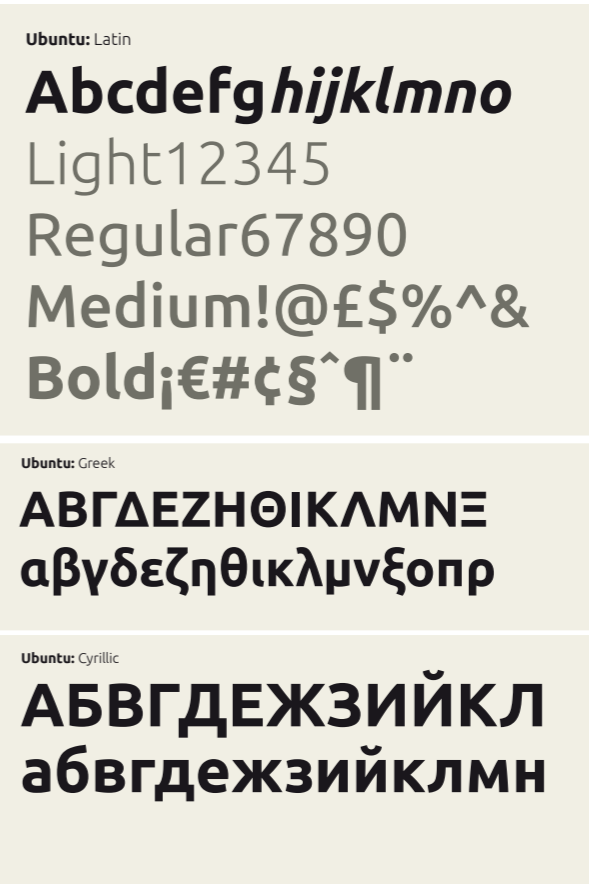 Ubuntu: Latin
Abcdefghijklmno
Light12345
Regular67890
Medium!@£$%^&
Bold¡€#¢§ˆ¶¨
Ubuntu: Greek
ΑΒΓΔΕΖΗΘΙΚΛΜΝΞ
αβγδεζηθικλμνξοπρ
Ubuntu: Cyrillic
АБВГДЕЖЗИЙКЛ
абвгдежзийклмн